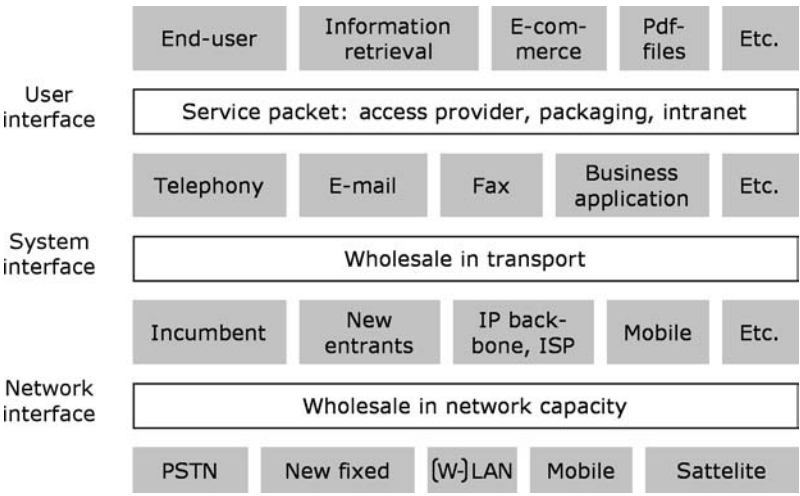 End-user
Information
retrieval
E-com-
merce
Pdf-
files
Etc.
User
interface
Service packet: access provider, packaging, intranet
Telephony
E-mail
Fax
Business
application
Etc.
System
interface
Wholesale in transport
Incumbent
New
entrants
IP back-
bone, ISP
Mobile
Etc.
Network
interface
Wholesale in network capacity
PSTN
New fixed
(W-)LAN
Mobile
Sattelite